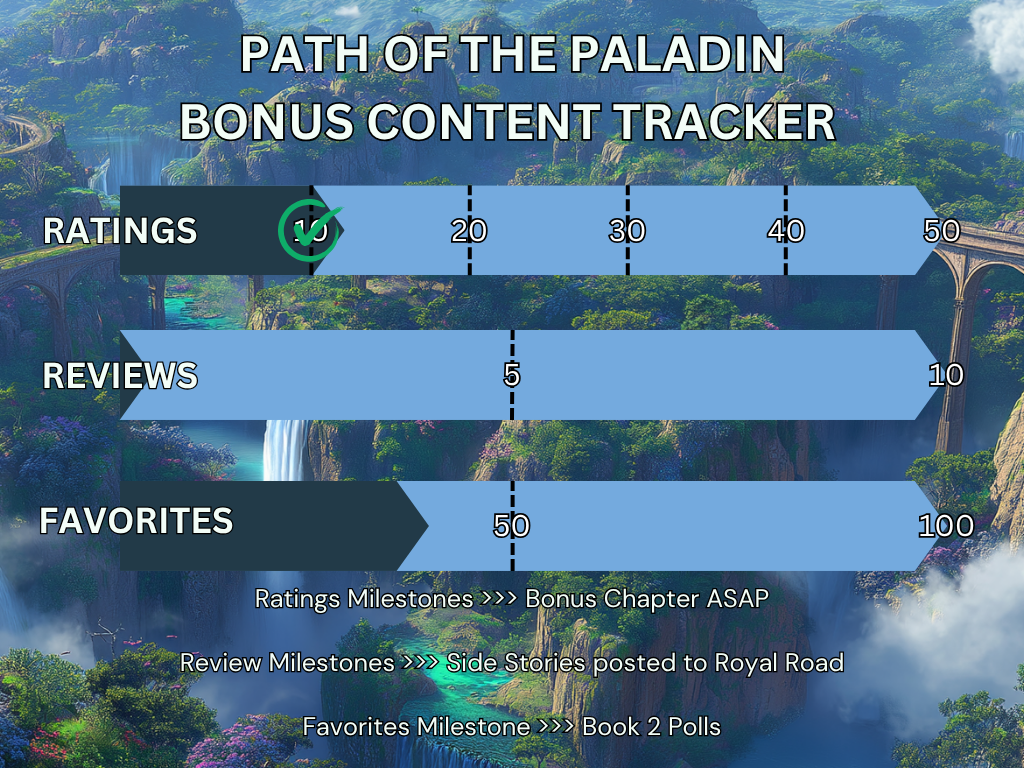 PATH OF THE PALADIN
BONUS CONTENT TRACKER
RATINGS 10 20 30 40 50
REVIEWS 5 10
FAVORITES 50 100
Ratings Milestones >>> Bonus Chapter ASAP
Review Milestones >>> Side Stories posted to Royal Road
Favorites Milestone >>> Book 2 Polls